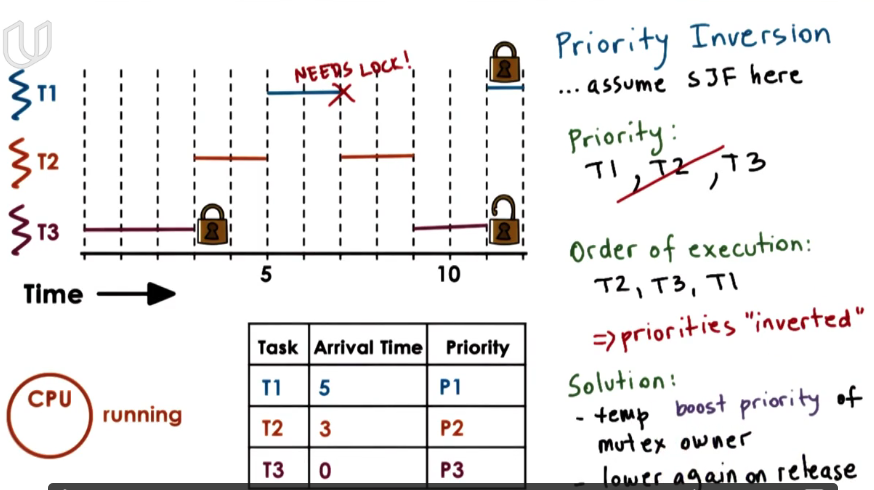 Priority Inversion
... assume SJF here
NEEDS LOCK!
T1
T2
T3
5
10
Time
Priority:
T1, T2, T3
Order of execution:
T2, T3, T1
=> priorities "inverted"
Solution:
- temp boost priority of
mutex owner
- lower again on release
CPU
running
Task Arrival Time Priority
T1 5 P1
T2 3 P2
T3 0 P3